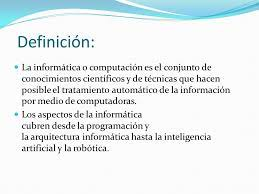 Definición:
La informática o computación es el conjunto de
conocimientos científicos y de técnicas que hacen
posible el tratamiento automático de la información
por medio de computadoras.
Los aspectos de la informática
cubren desde la programación y
la arquitectura informática hasta la inteligencia
artificial y la robótica.